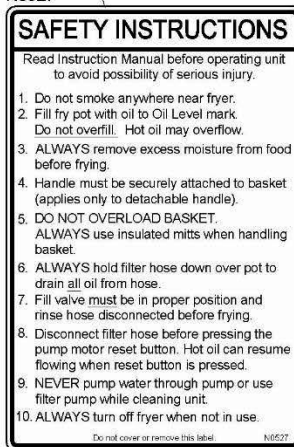 SAFETY INSTRUCTIONS
Read Instruction Manual before operating unit
to avoid possibility of serious injury.
1. Do not smoke anywhere near fryer.
2. Fill fry pot with oil to Oil Level mark.
Do not overfill. Hot oil may overflow.
3. ALWAYS remove excess moisture from food
before frying.
4. Handle must be securely attached to basket
(applies only to detachable handle).
5. DO NOT OVERLOAD BASKET.
ALWAYS use insulated mitts when handling
basket.
6. ALWAYS hold filter hose down over pot to
drain all oil from hose.
7. Fill valve must be in proper position and
rinse hose disconnected before frying.
8. Disconnect filter hose before pressing the
pump motor reset button. Hot oil can resume
flowing when reset button is pressed.
9. NEVER pump water through pump or use
filter pump while cleaning unit.
10. ALWAYS turn off fryer when not in use.
Do not cover or remove this label. N0527